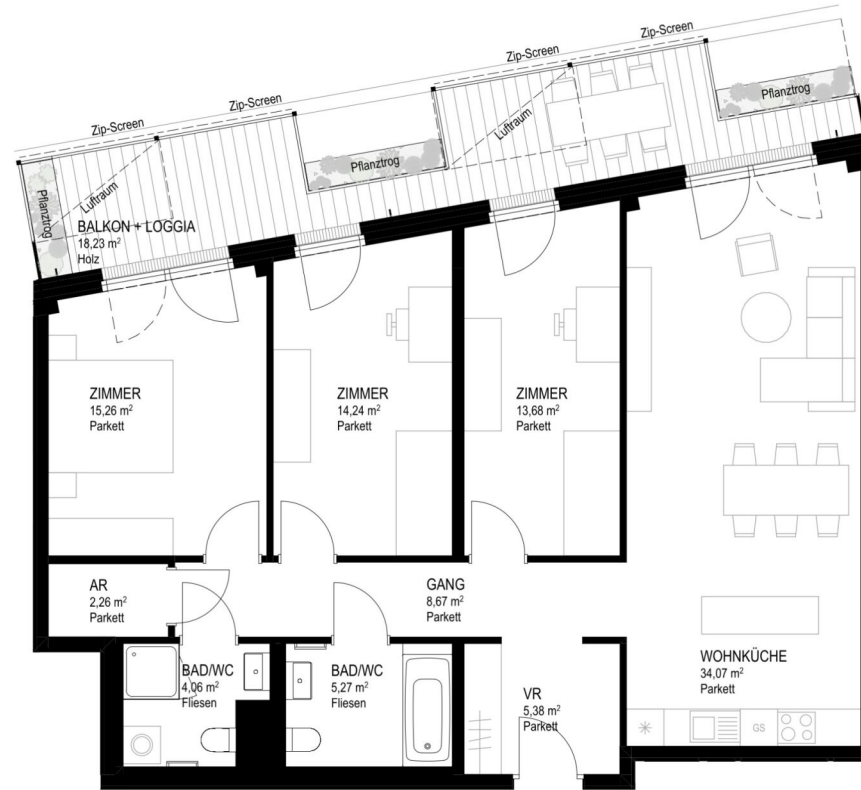 Zip-Screen
Zip-Screen
Zip-Screen
Zip-Screen
Pflanztrog
Luftraum
Pflanztrog
Luftraum
Pflanztrog
BALKON + LOGGIA
18,23 m²
Holz
ZIMMER
15,26 m²
Parkett
ZIMMER
14,24 m²
Parkett
ZIMMER
13,68 m²
Parkett
AR
2,26 m²
Parkett
GANG
8,67 m²
Parkett
WOHNKÜCHE
34,07 m²
Parkett
BAD/WC
4,06 m²
Fliesen
BAD/WC
5,27 m²
Fliesen
VR
5,38 m²
Parkett
GS